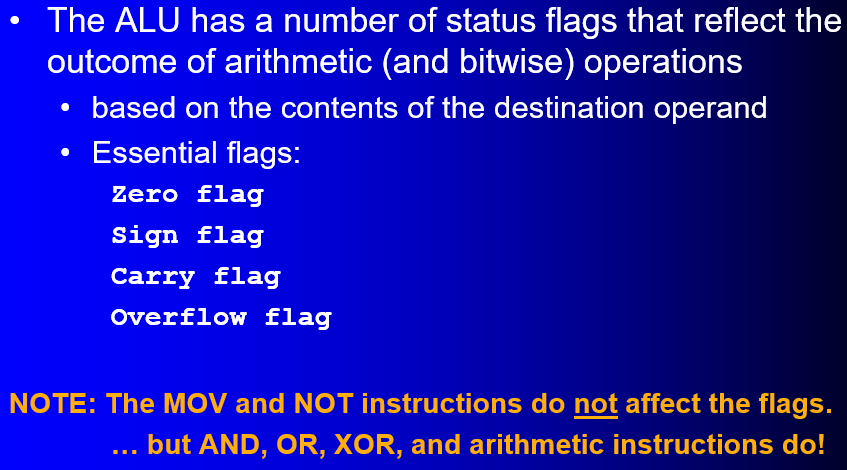 • The ALU has a number of status flags that reflect the
outcome of arithmetic (and bitwise) operations
• based on the contents of the destination operand
• Essential flags:
Zero flag
Sign flag
Carry flag
Overflow flag
NOTE: The MOV and NOT instructions do not affect the flags.
... but AND, OR, XOR, and arithmetic instructions do!